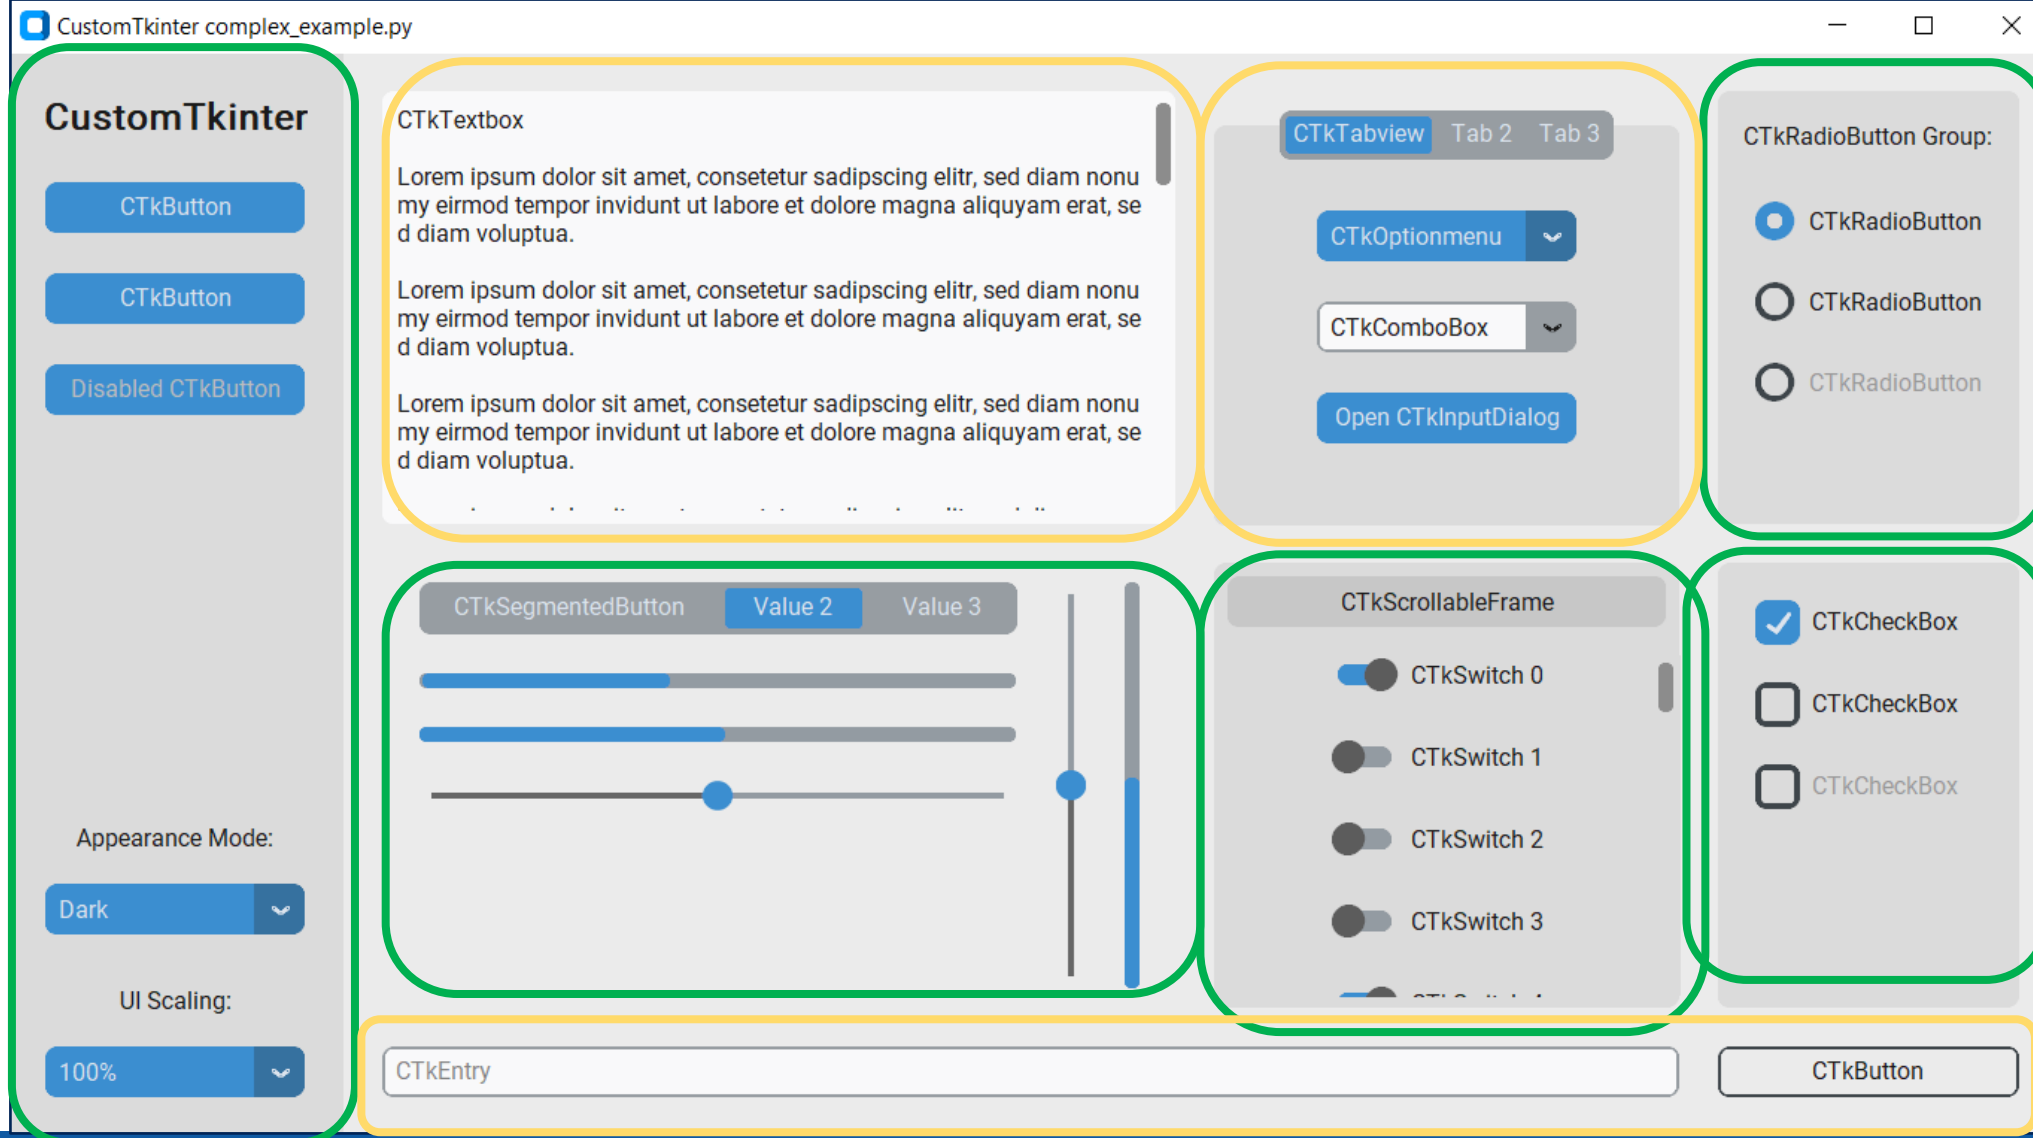 CustomTkinter complex_example.py
CustomTkinter
CTkButton
CTkButton
Disabled CTkButton
Appearance Mode:
Dark
UI Scaling:
100%
CTkTextbox
Lorem ipsum dolor sit amet, consetetur sadipscing elitr, sed diam nonu
my eirmod tempor invidunt ut labore et dolore magna aliquyam erat, se
d diam voluptua.
Lorem ipsum dolor sit amet, consetetur sadipscing elitr, sed diam nonu
my eirmod tempor invidunt ut labore et dolore magna aliquyam erat, se
d diam voluptua.
Lorem ipsum dolor sit amet, consetetur sadipscing elitr, sed diam nonu
my eirmod tempor invidunt ut labore et dolore magna aliquyam erat, se
d diam voluptua.
CTkTabview Tab 2 Tab 3
CTkOptionmenu
CTkComboBox
Open CTkInputDialog
CTkRadioButton Group:
CTkRadioButton
CTkRadioButton
CTkRadioButton
CTkSegmentedButton Value 2 Value 3
CTkScrollableFrame
CTkSwitch 0
CTkSwitch 1
CTkSwitch 2
CTkSwitch 3
CTkCheckBox
CTkCheckBox
CTkCheckBox
CTkEntry
CTkButton